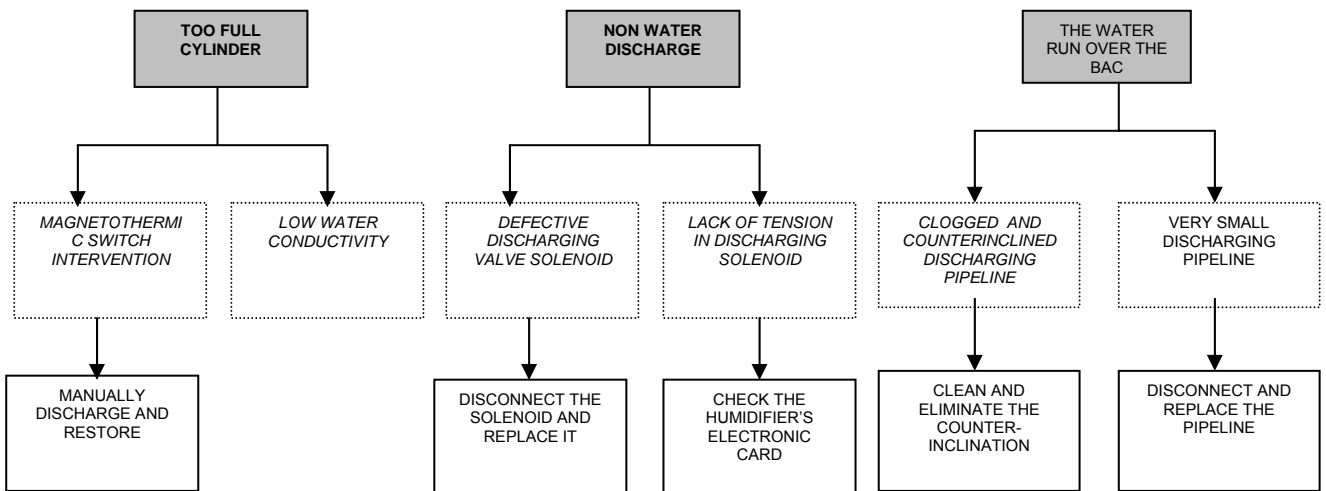 TOO FULL
CYLINDER
NON WATER
DISCHARGE
THE WATER
RUN OVER THE
BAC
MAGNETOTHERMI
C SWITCH
INTERVENTION
LOW WATER
CONDUCTIVITY
DEFECTIVE
DISCHARGING
VALVE SOLENOID
LACK OF TENSION
IN DISCHARGING
SOLENOID
CLOGGED AND
COUNTERINCLINED
DISCHARGING
PIPELINE
VERY SMALL
DISCHARGING
PIPELINE
MANUALLY
DISCHARGE AND
RESTORE
DISCONNECT THE
SOLENOID AND
REPLACE IT
CHECK THE
HUMIDIFIER’S
ELECTRONIC
CARD
CLEAN AND
ELIMINATE THE
COUNTER-
INCLINATION
DISCONNECT AND
REPLACE THE
PIPELINE